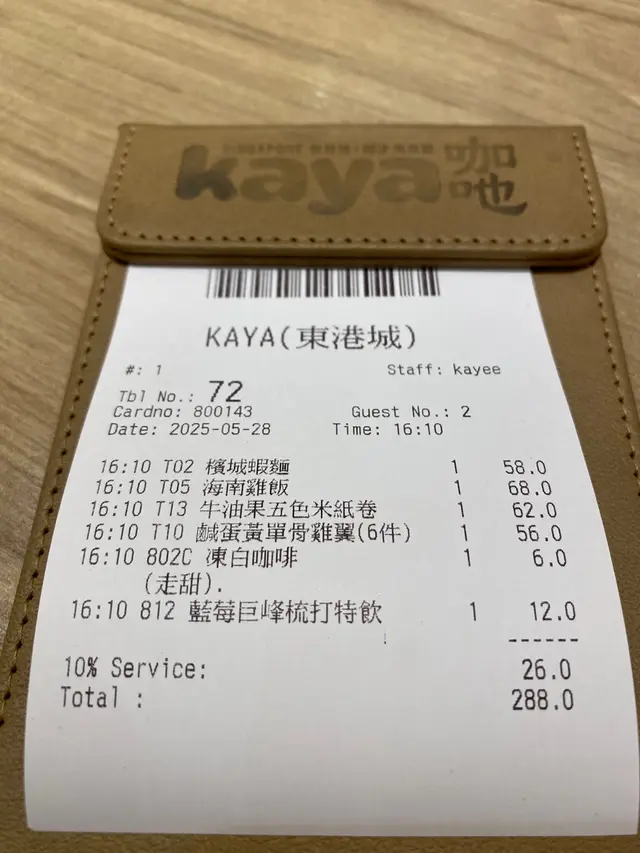 kaya 咖吔
KAYA(東港城)
#: 1 Staff: kayee
Tbl No.: 72
Cardno: 800143 Guest No.: 2
Date: 2025-05-28 Time: 16:10
16:10 T02 檳城蝦麵 1 58.0
16:10 T05 海南雞飯 1 68.0
16:10 T13 牛油果五色米紙卷 1 62.0
16:10 T10 鹹蛋黃單骨雞翼(6件) 1 56.0
16:10 802C 凍白咖啡 1 6.0
(走甜).
16:10 812 藍莓巨峰梳打特飲 1 12.0
------
10% Service: 26.0
Total : 288.0